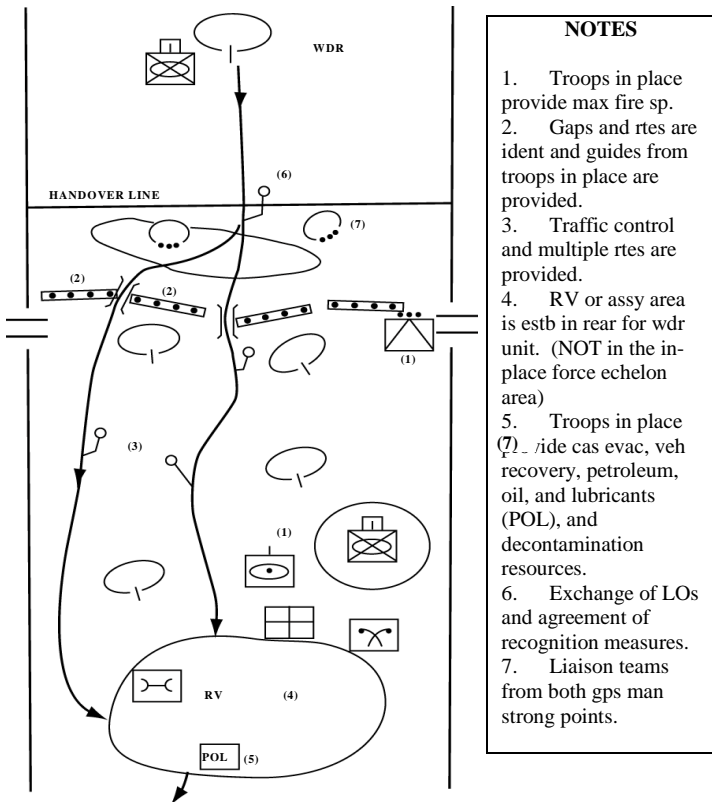 WDR
(6)
HANDOVER LINE
(7)
(2)
(2)
(1)
(3)
(1)
RV
(4)
POL
(5)
NOTES
1. Troops in place
provide max fire sp.
2. Gaps and rtes are
ident and guides from
troops in place are
provided.
3. Traffic control
and multiple rtes are
provided.
4. RV or assy area
is estb in rear for wdr
unit. (NOT in the in-
place force echelon
area)
5. Troops in place
(7) vide cas evac, veh
recovery, petroleum,
oil, and lubricants
(POL), and
decontamination
resources.
6. Exchange of LOs
and agreement of
recognition measures.
7. Liaison teams
from both gps man
strong points.